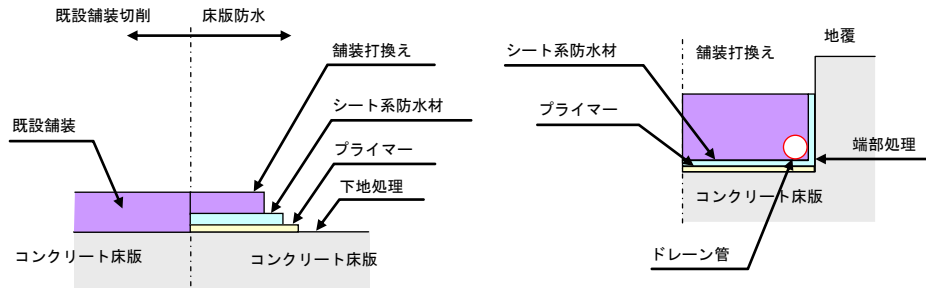 既設舗装切削
床版防水
舗装打換え
シート系防水材
既設舗装
プライマー
下地処理
コンクリート床版
コンクリート床版
地覆
舗装打換え
シート系防水材
プライマー
端部処理
コンクリート床版
ドレーン管